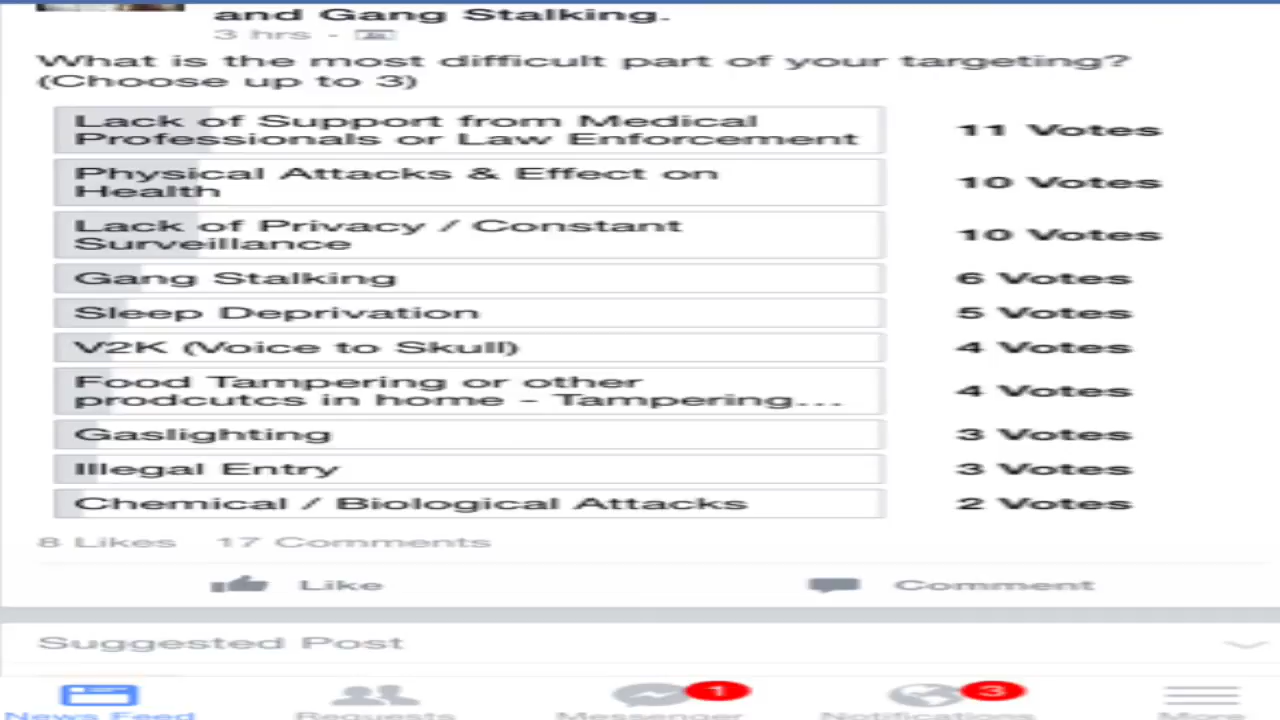 and Gang Stalking.
3 hrs -
What is the most difficult part of your targeting?
(Choose up to 3)
Lack of Support from Medical
Professionals or Law Enforcement
11 Votes
Physical Attacks & Effect on
Health
10 Votes
Lack of Privacy / Constant
Surveillance
10 Votes
Gang Stalking
6 Votes
Sleep Deprivation
5 Votes
V2K (Voice to Skull)
4 Votes
Food Tampering or other
prodcutcs in home - Tampering...
4 Votes
Gaslighting
3 Votes
Illegal Entry
3 Votes
Chemical / Biological Attacks
2 Votes
8 Likes 17 Comments
Like Comment
Suggested Post
1 3
News Feed Requests Messenger Notifications